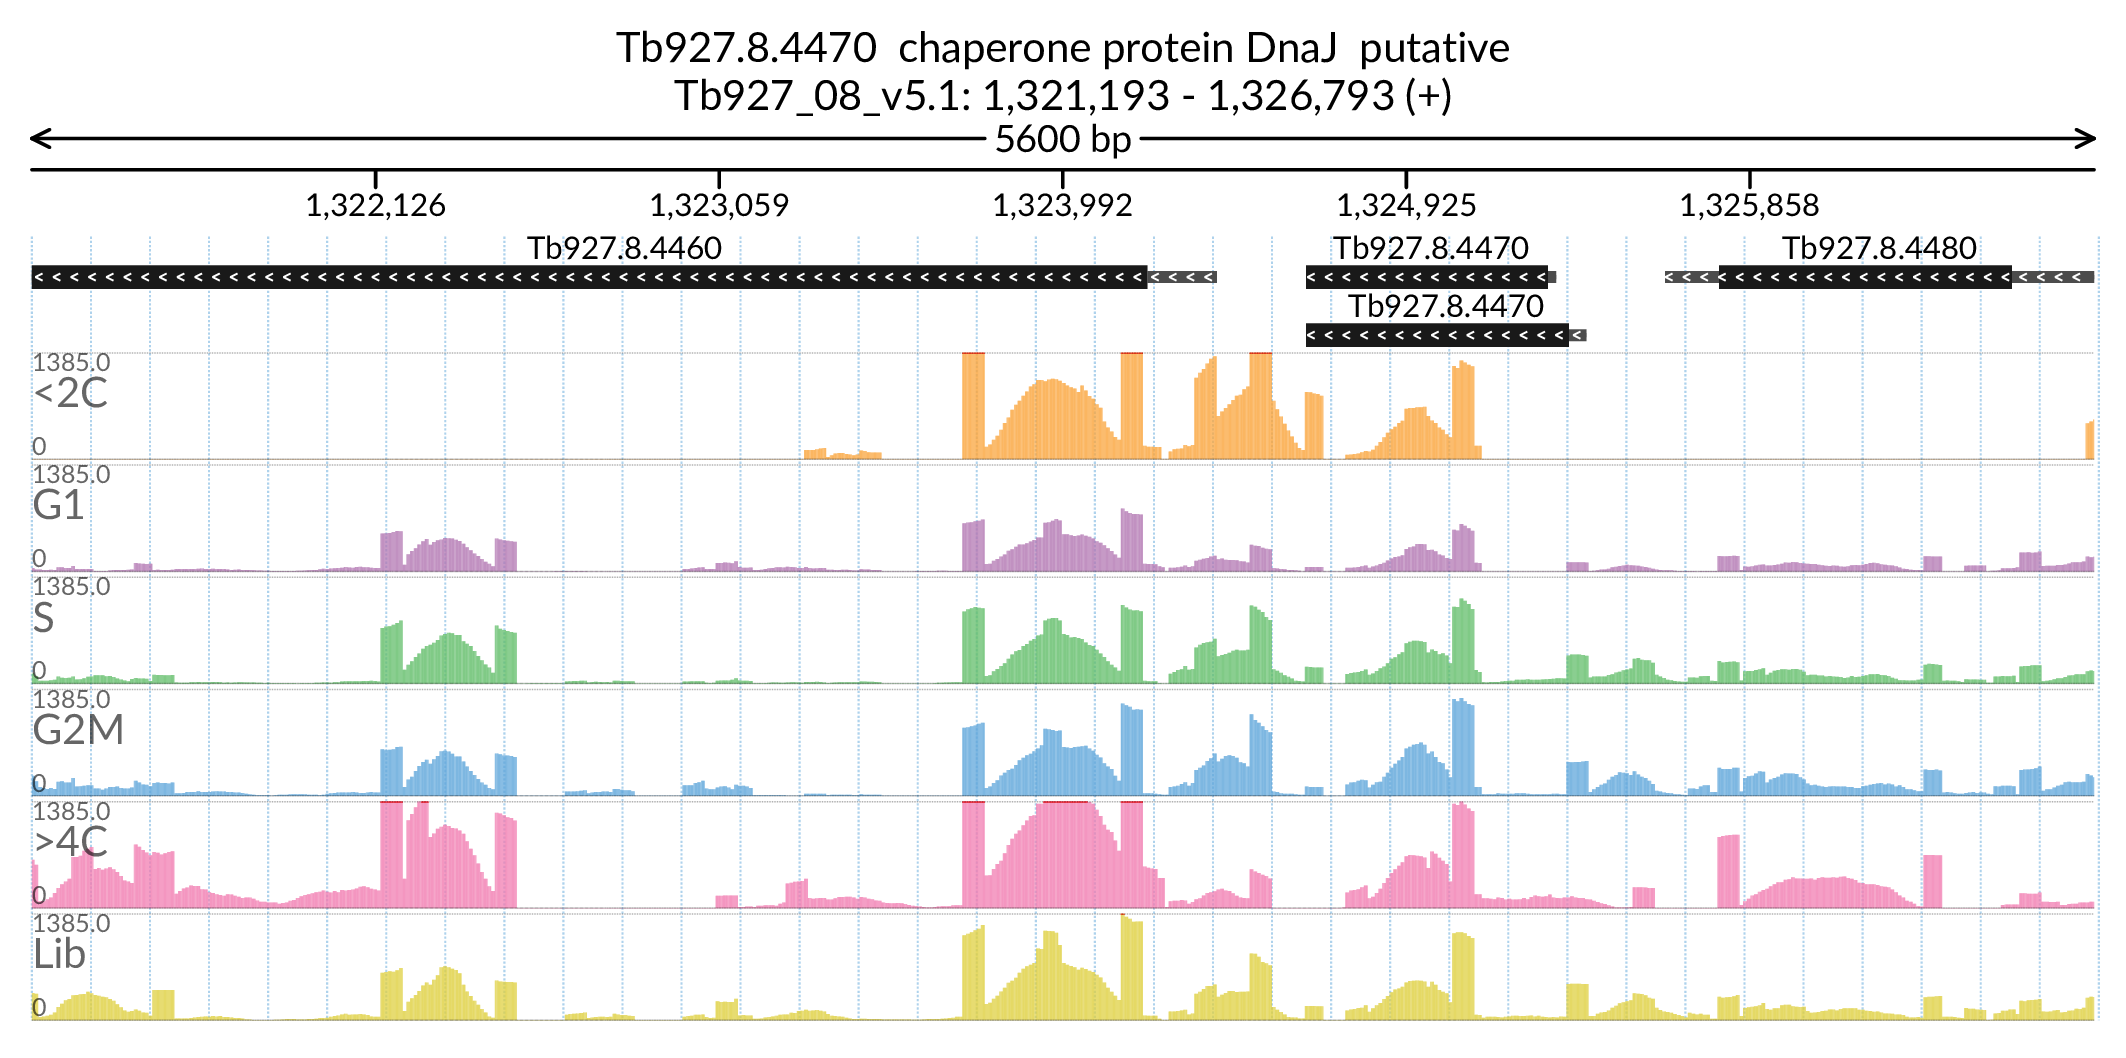 Tb927.8.4470  chaperone protein DnaJ  putative
Tb927_08_v5.1: 1,321,193 - 1,326,793 (+)
5600 bp
1,322,126 1,323,059 1,323,992 1,324,925 1,325,858
Tb927.8.4460 Tb927.8.4470 Tb927.8.4480
Tb927.8.4470
1385.0
<2C
0
1385.0
G1
0
1385.0
S
0
1385.0
G2M
0
1385.0
>4C
0
1385.0
Lib
0